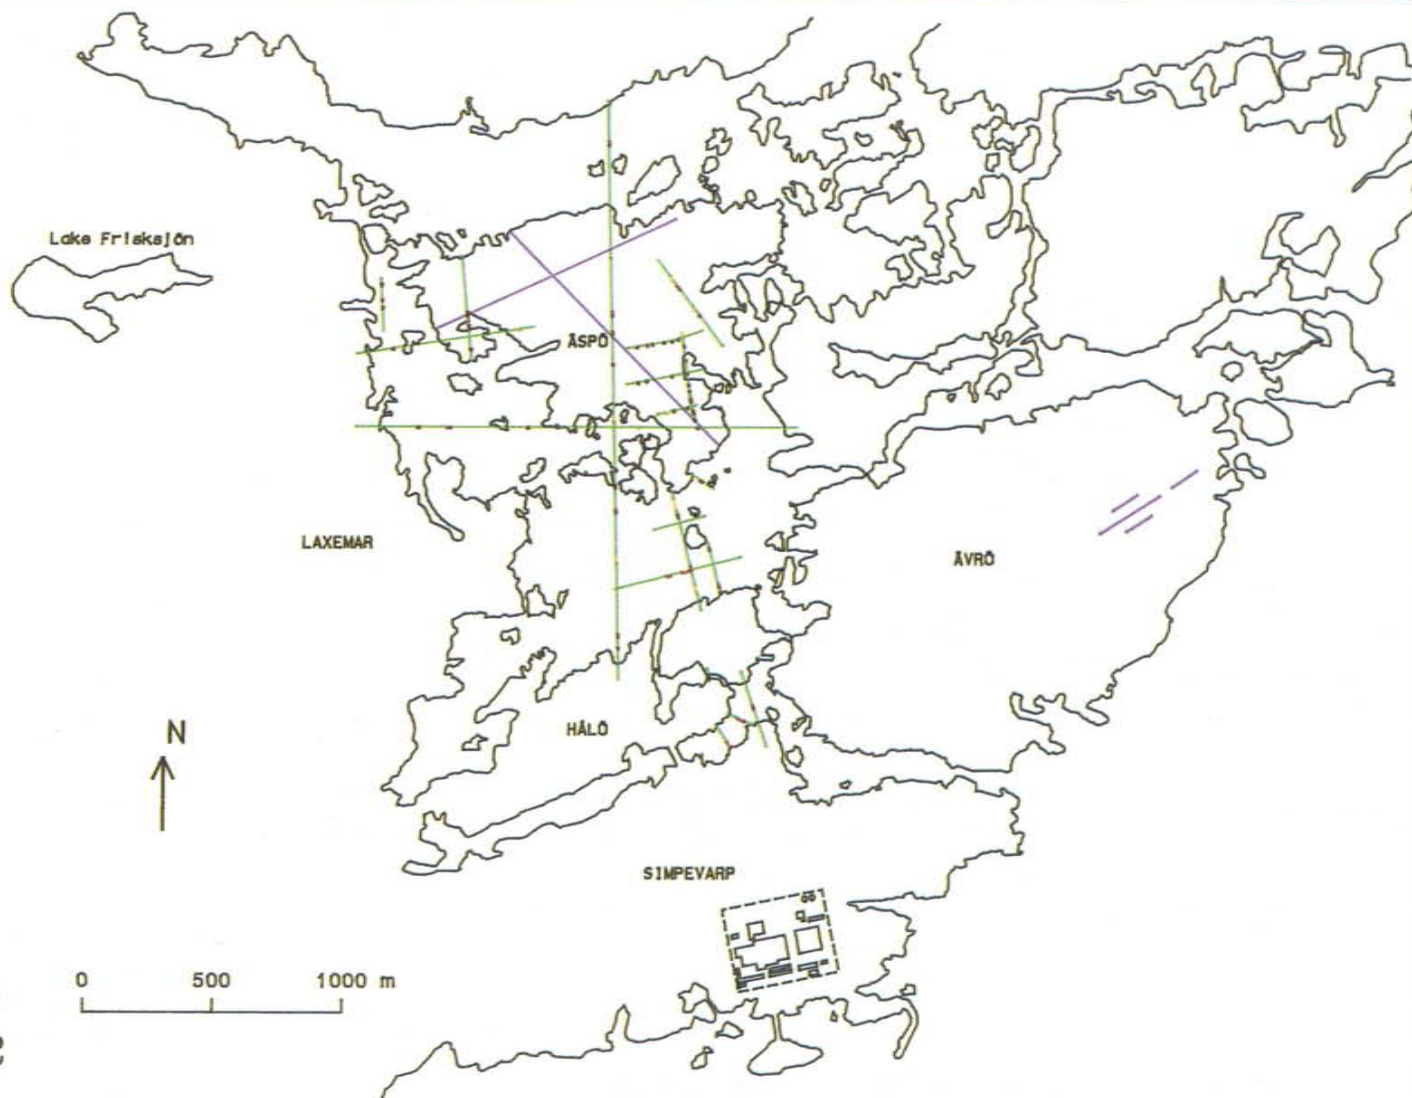 Lake Frisksjön
ÄSPÖ
LAXEMAR
ÄVRÖ
N
HÅLÖ
SIMPEVARP
0 500 1000 m